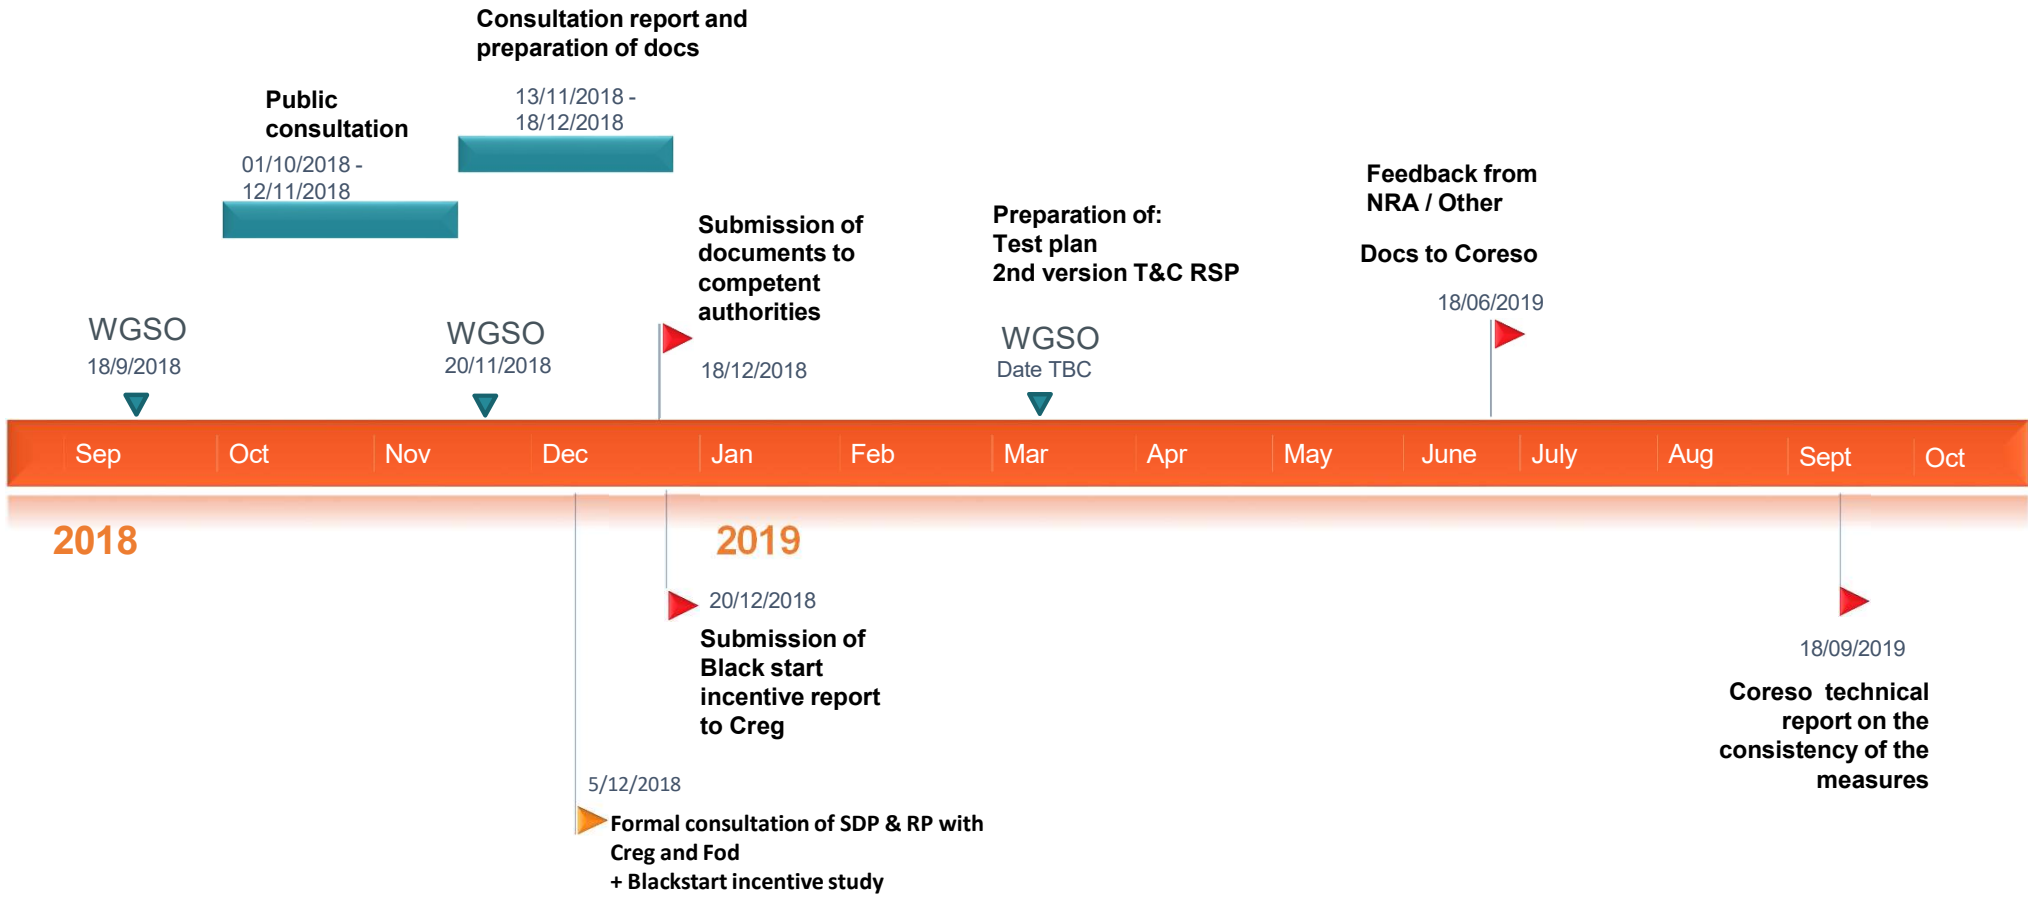 Consultation report and
preparation of docs
13/11/2018 -
18/12/2018
Public
consultation
01/10/2018 -
12/11/2018
Submission of
documents to
competent
authorities
18/12/2018
Preparation of:
Test plan
2nd version T&C RSP
Feedback from
NRA / Other
Docs to Coreso
18/06/2019
WGSO
18/9/2018
WGSO
20/11/2018
WGSO
Date TBC
Sep Oct Nov Dec Jan Feb Mar Apr May June July Aug Sept Oct
2018
2019
20/12/2018
Submission of
Black start
incentive report
to Creg
5/12/2018
Formal consultation of SDP & RP with
Creg and Fod
+ Blackstart incentive study
18/09/2019
Coreso technical
report on the
consistency of the
measures